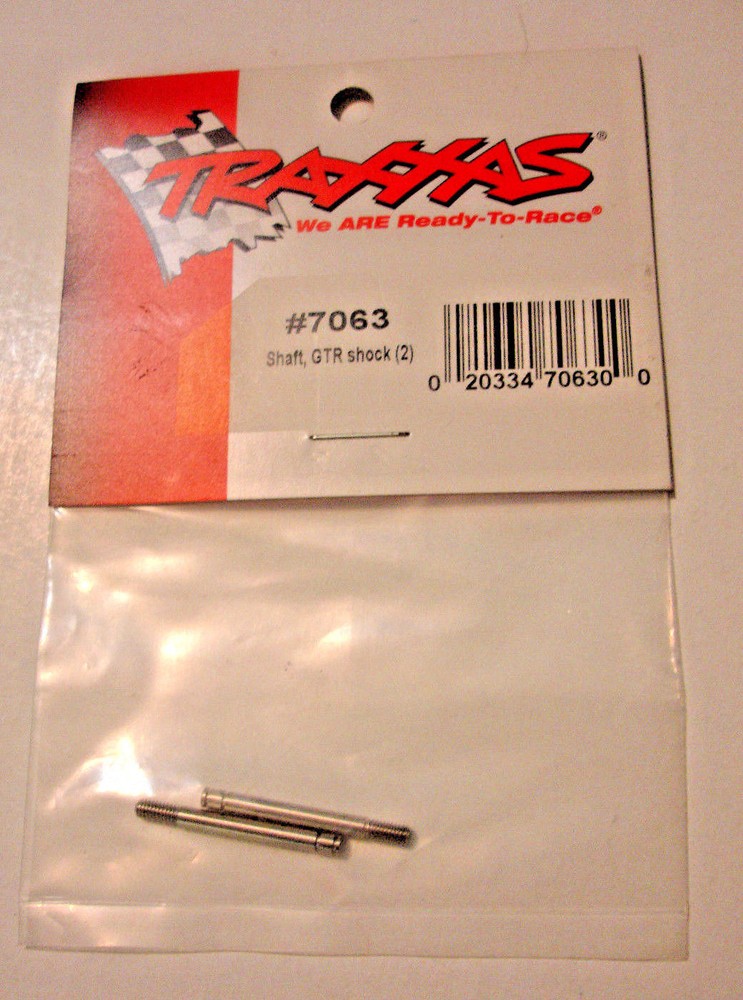 TRAXXAS®
We ARE Ready-To-Race®
#7063
Shaft, GTR shock (2)
0 20334 70630 0